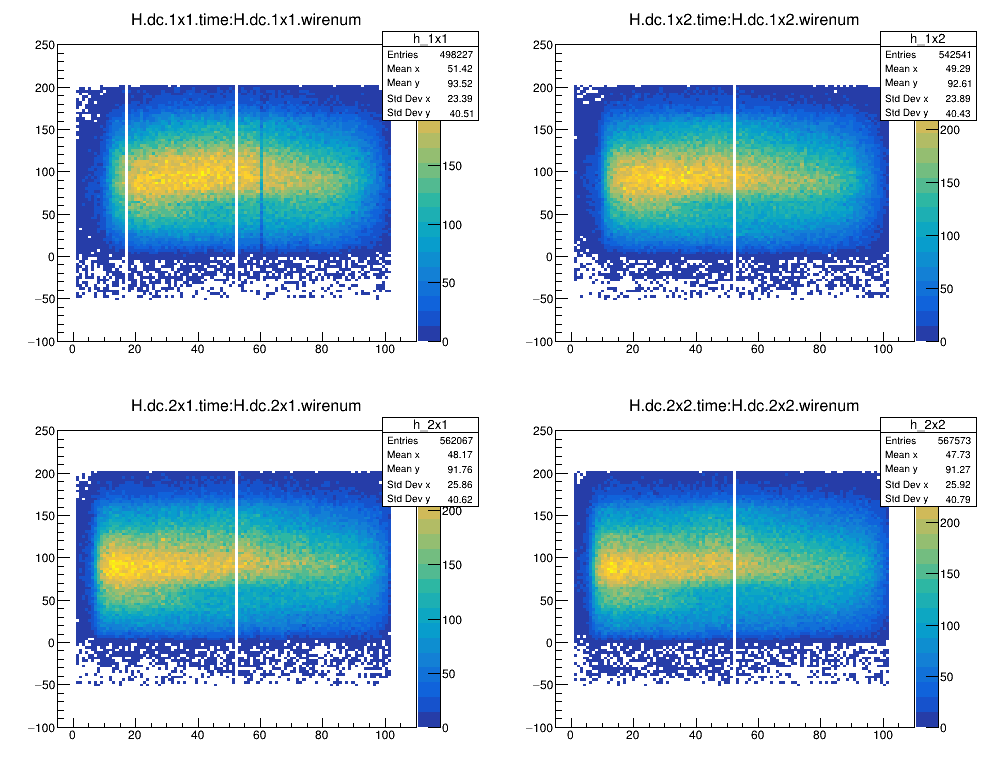 H.dc.1x1.time:H.dc.1x1.wirenum
h_1x1
Entries 498227
Mean x 51.42
Mean y 93.52
Std Dev x 23.39
Std Dev y 40.51
250
200
150
100
50
0
−50
−100
0 20 40 60 80 100
150
100
50
0
H.dc.1x2.time:H.dc.1x2.wirenum
h_1x2
Entries 542541
Mean x 49.29
Mean y 92.61
Std Dev x 23.89
Std Dev y 40.43
250
200
150
100
50
0
−50
−100
0 20 40 60 80 100
200
150
100
50
0
H.dc.2x1.time:H.dc.2x1.wirenum
h_2x1
Entries 562067
Mean x 48.17
Mean y 91.76
Std Dev x 25.86
Std Dev y 40.62
250
200
150
100
50
0
−50
−100
0 20 40 60 80 100
200
150
100
50
0
H.dc.2x2.time:H.dc.2x2.wirenum
h_2x2
Entries 567573
Mean x 47.73
Mean y 91.27
Std Dev x 25.92
Std Dev y 40.79
250
200
150
100
50
0
−50
−100
0 20 40 60 80 100
200
150
100
50
0